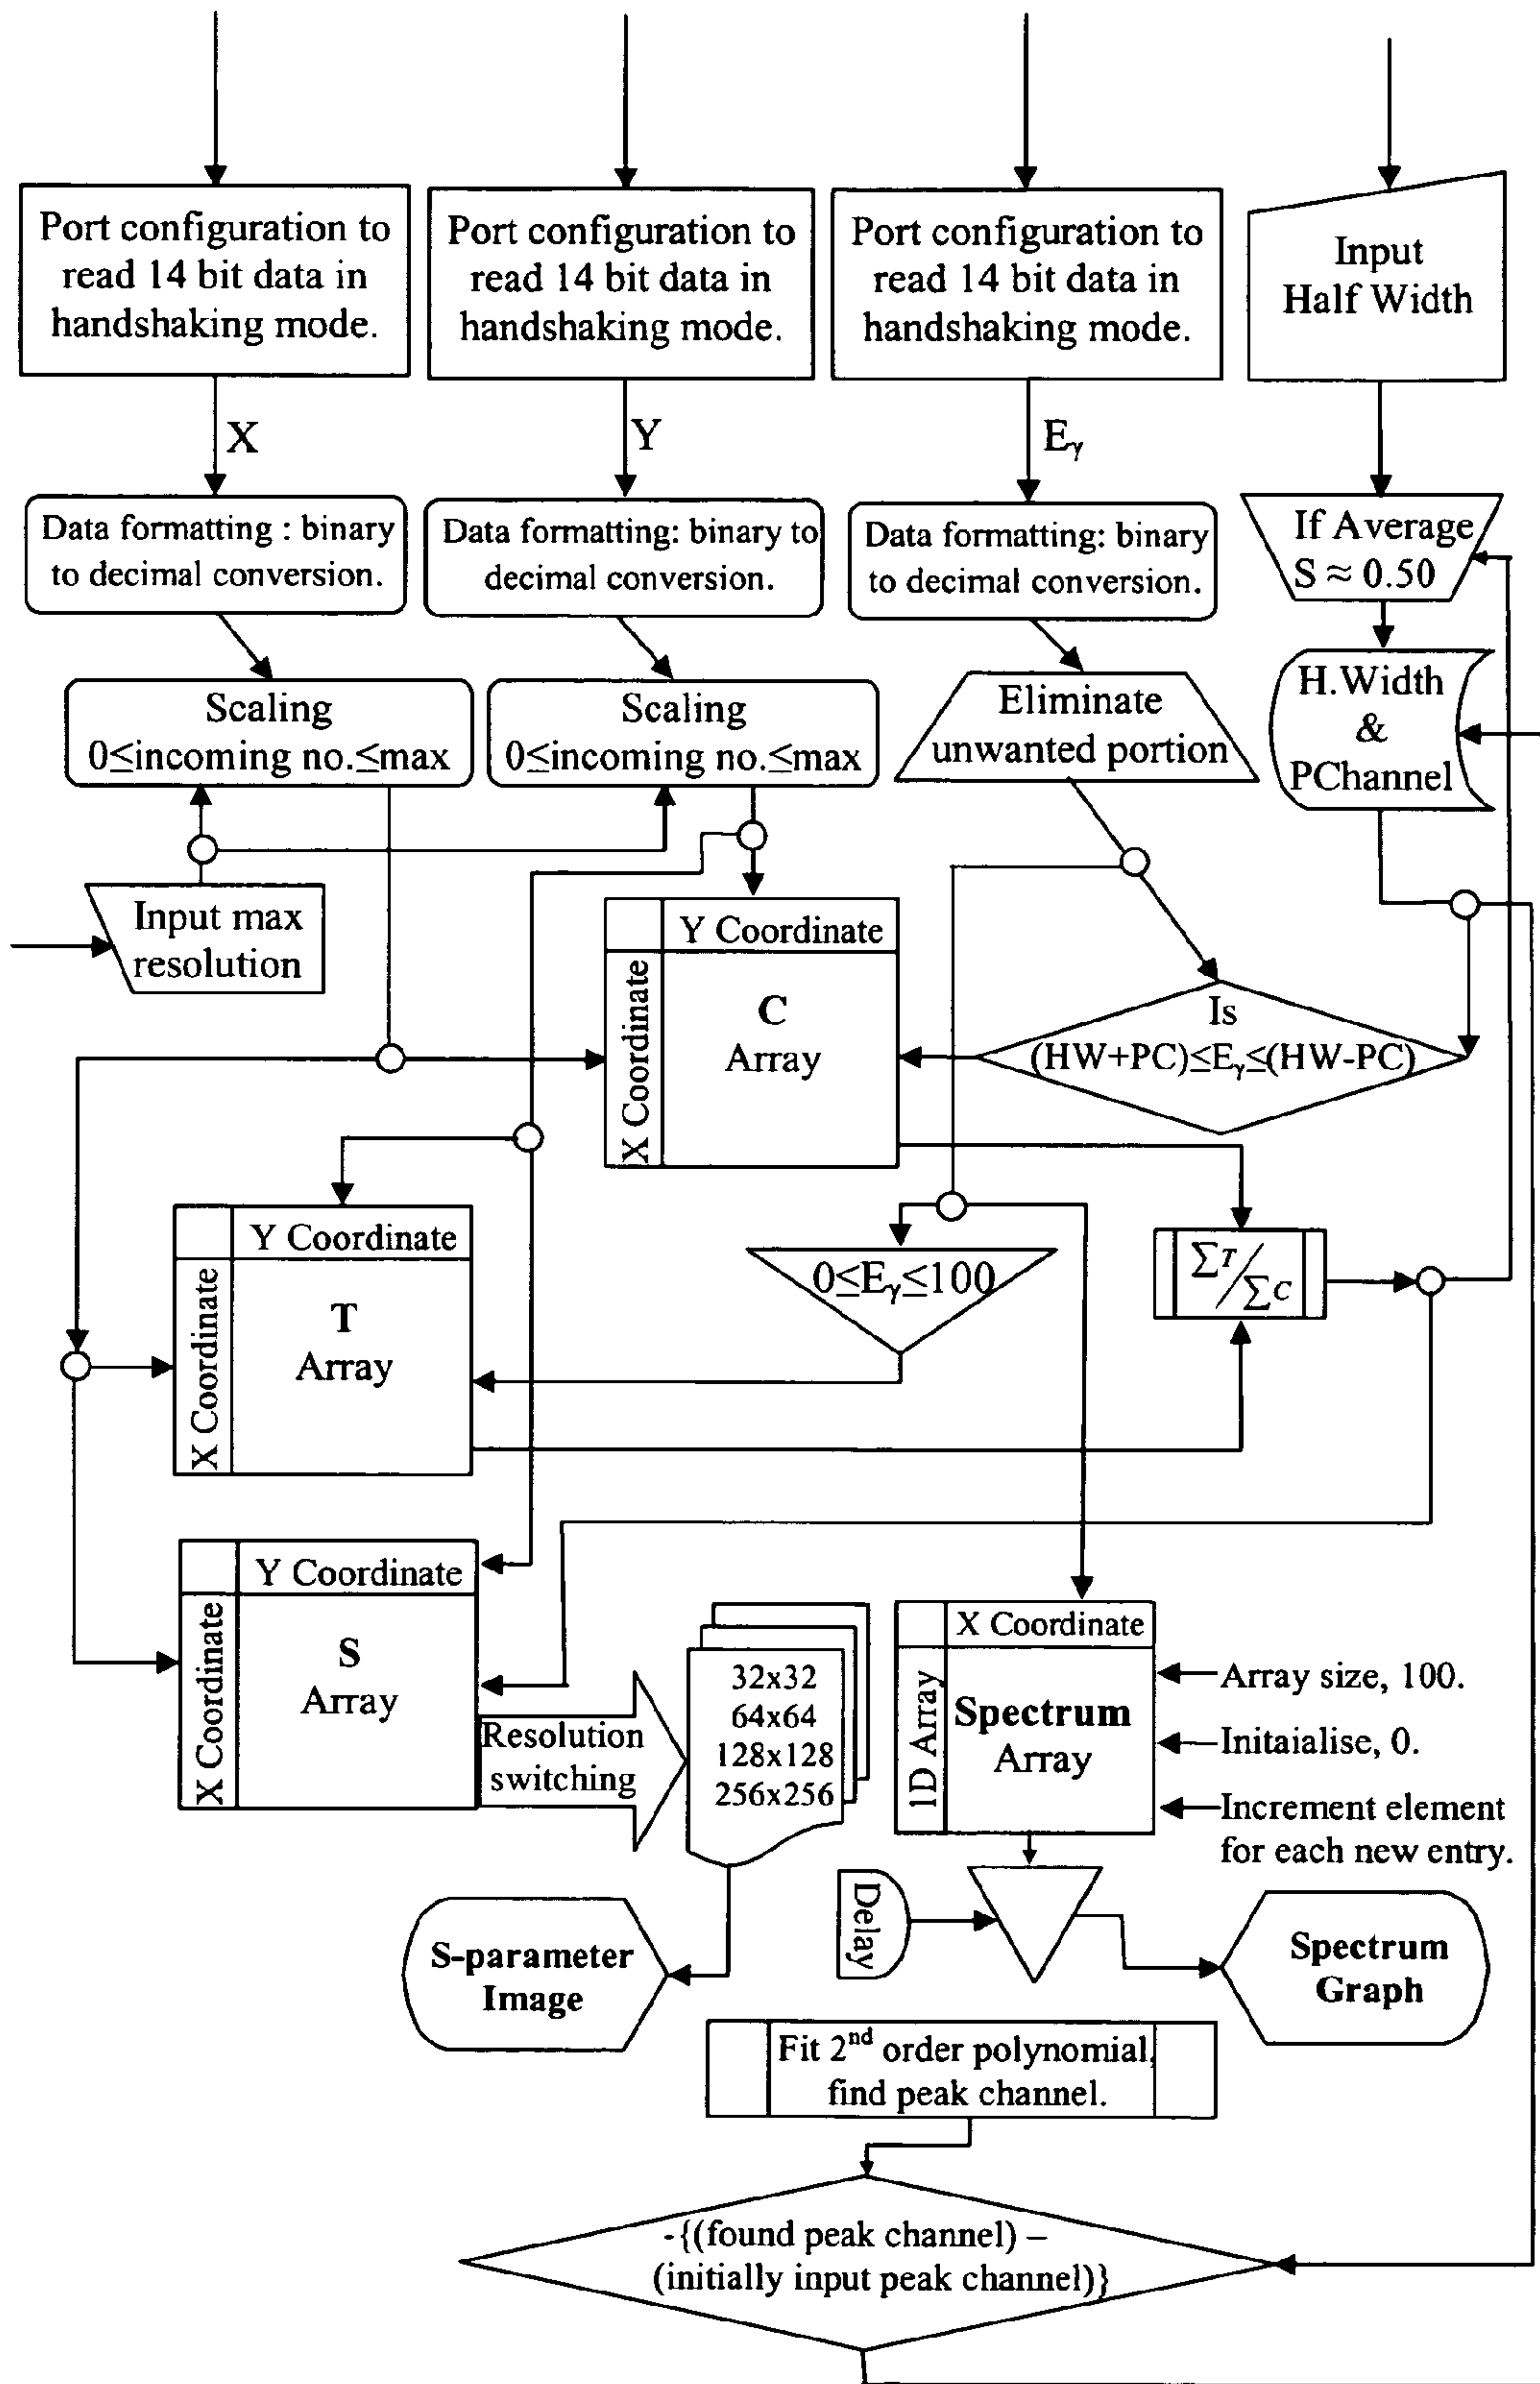 Port configuration to
read 14 bit data in
handshaking mode.
Port configuration to
read 14 bit data in
handshaking mode.
Port configuration to
read 14 bit data in
handshaking mode.
Input
Half Width
X
Y
Eγ
Data formatting : binary
to decimal conversion.
Data formatting: binary to
decimal conversion.
Data formatting: binary
to decimal conversion.
If Average
S ≈ 0.50
Scaling
0≤incoming no.≤max
Scaling
0≤incoming no.≤max
Eliminate
unwanted portion
H.Width
&
PChannel
Input max
resolution
Y Coordinate
X Coordinate
C
Array
Is
(HW+PC)≤Eγ≤(HW-PC)
Y Coordinate
X Coordinate
T
Array
0≤Eγ≤100
∑T/∑C
Y Coordinate
X Coordinate
S
Array
Resolution
switching
32x32
64x64
128x128
256x256
X Coordinate
1D Array
Spectrum
Array
Array size, 100.
Initaialise, 0.
Increment element
for each new entry.
Delay
S-parameter
Image
Spectrum
Graph
Fit 2nd order polynomial,
find peak channel.
-{(found peak channel) –
(initially input peak channel)}